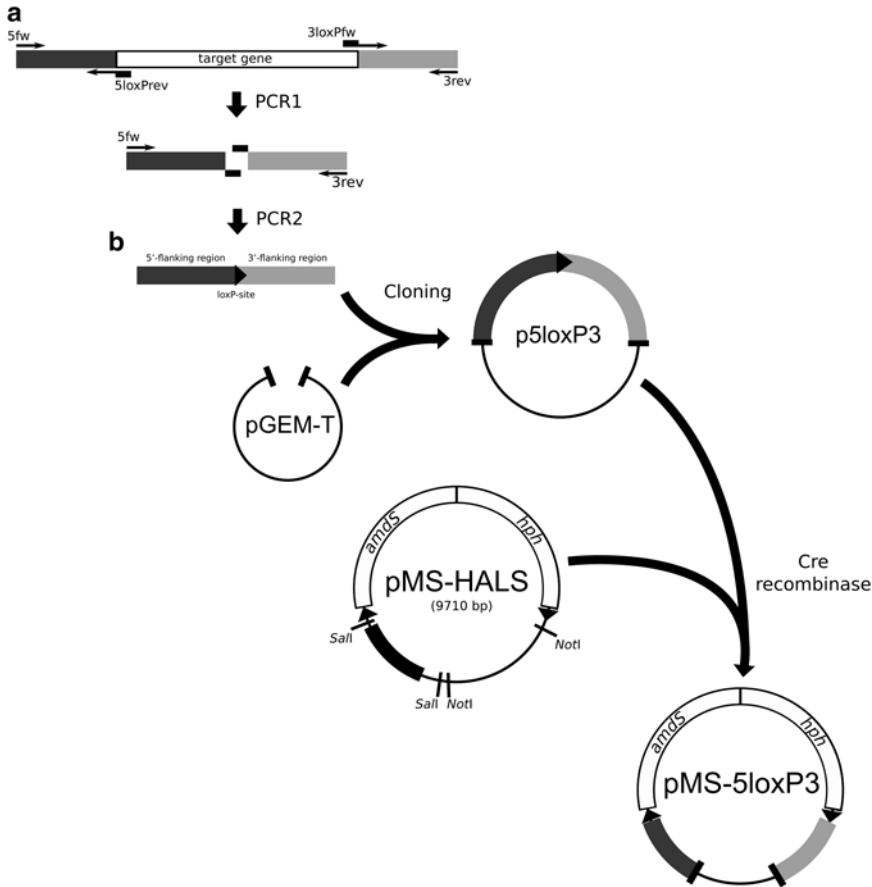 a
5fw
3loxPfw
target gene
5loxPrev
3rev
PCR1
5fw
3rev
PCR2
b
5'-flanking region
3'-flanking region
loxP-site
Cloning
p5loxP3
pGEM-T
amdS
hph
pMS-HALS
(9710 bp)
Cre
recombinase
SalI
NotI
SalI
NotI
amdS
hph
pMS-5loxP3